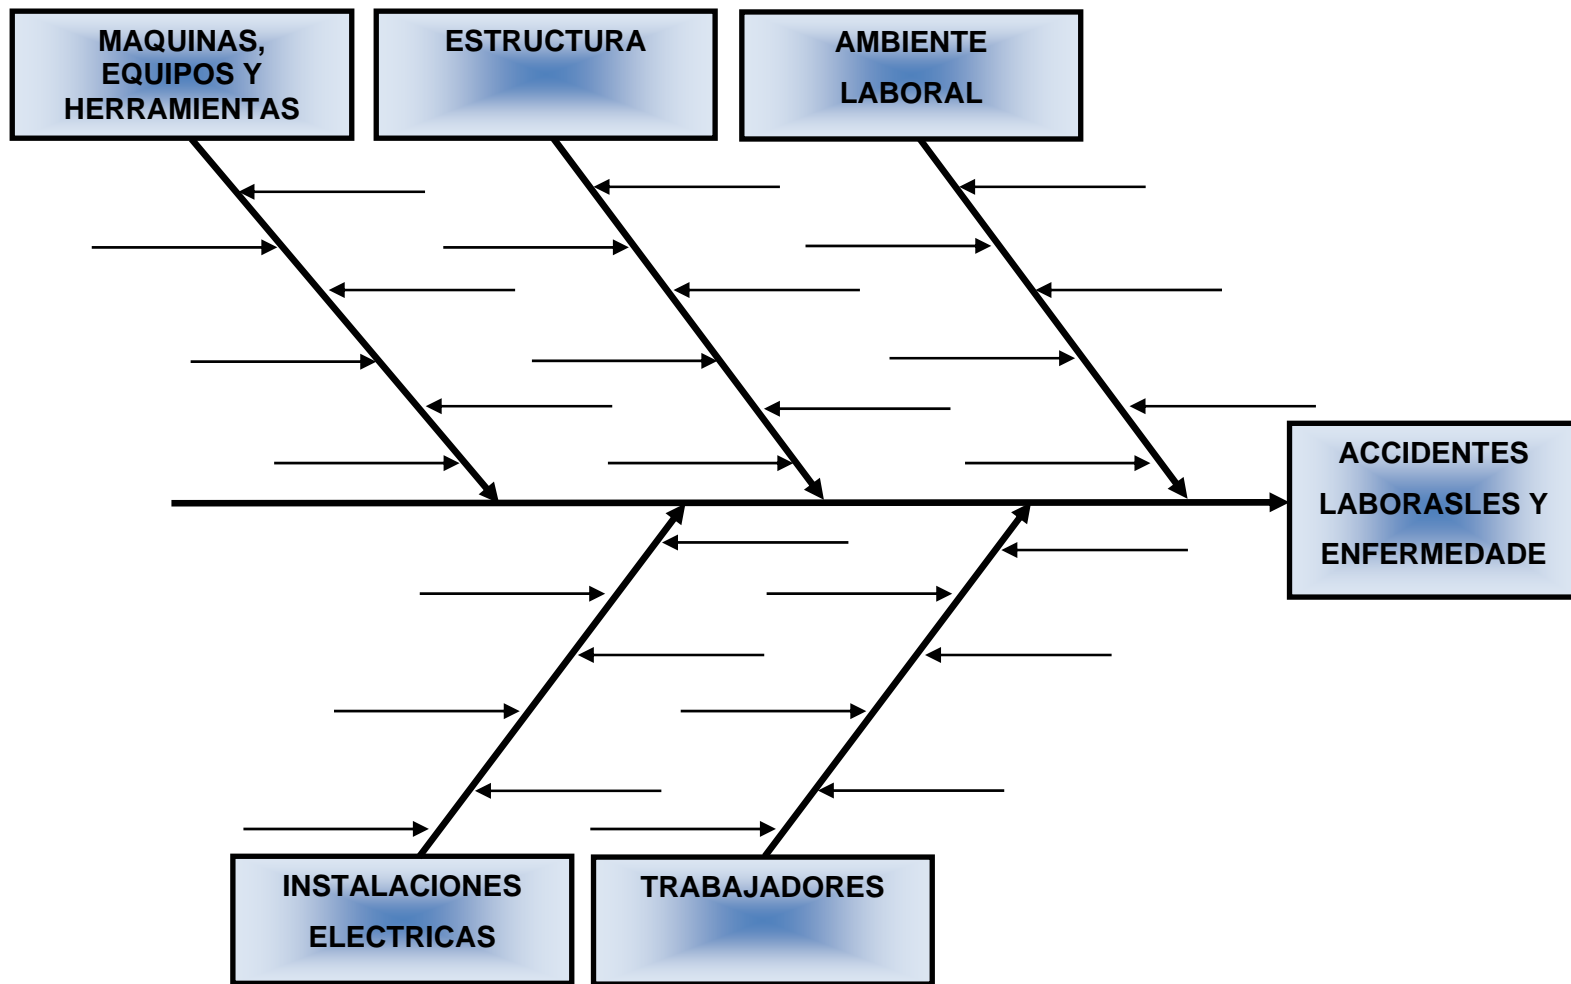 MAQUINAS,
EQUIPOS Y
HERRAMIENTAS
ESTRUCTURA
AMBIENTE
LABORAL
ACCIDENTES
LABORASLES Y
ENFERMEDADE
INSTALACIONES
ELECTRICAS
TRABAJADORES